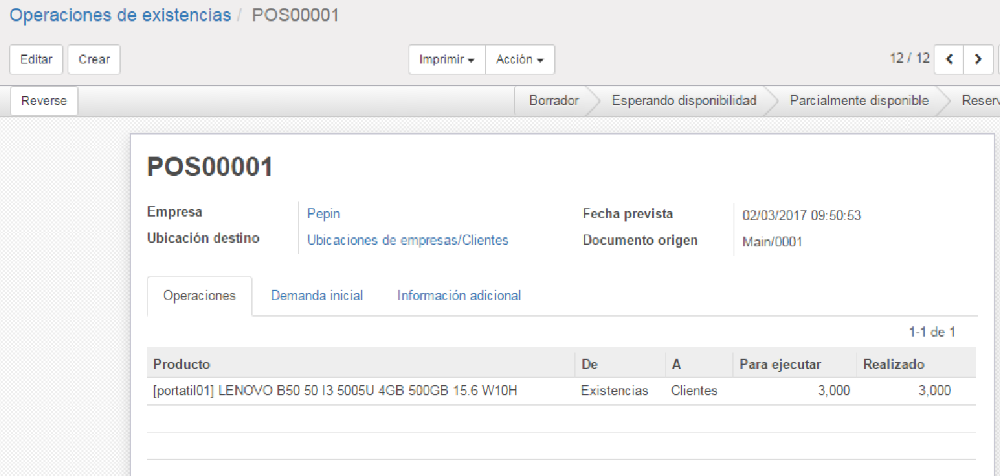 Operaciones de existencias / POS00001
Editar Crear Imprimir Acción 12 / 12
Reverse Borrador Esperando disponibilidad Parcialmente disponible Reserv
POS00001
Empresa Pepin Fecha prevista 02/03/2017 09:50:53
Ubicación destino Ubicaciones de empresas/Clientes Documento origen Main/0001
Operaciones Demanda inicial Información adicional
1-1 de 1
Producto De A Para ejecutar Realizado
[portatil01] LENOVO B50 50 I3 5005U 4GB 500GB 15.6 W10H Existencias Clientes 3,000 3,000